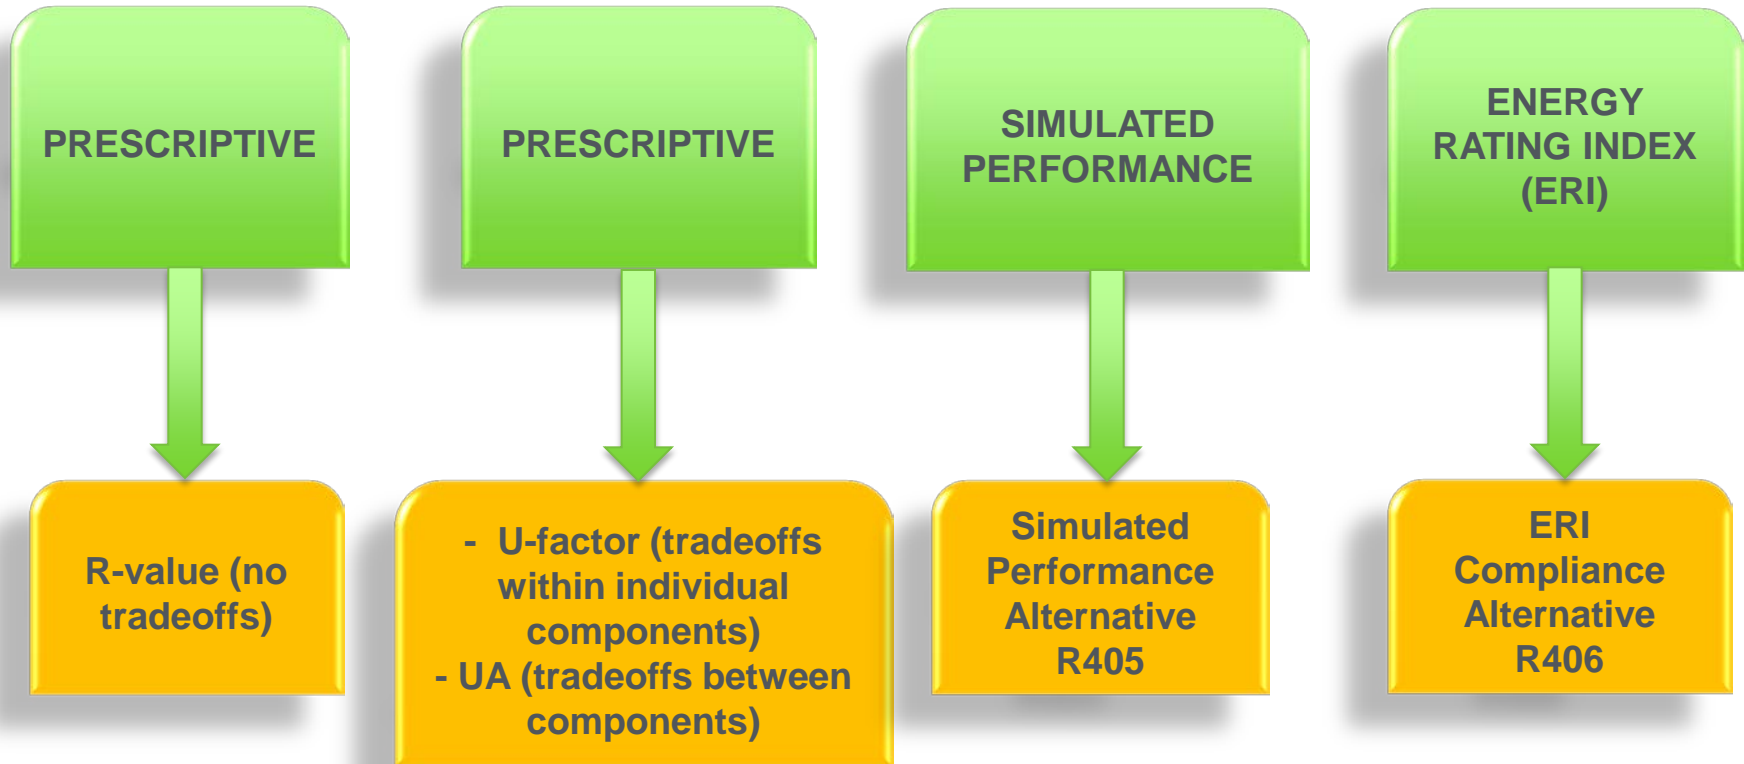 PRESCRIPTIVE
PRESCRIPTIVE
SIMULATED
PERFORMANCE
ENERGY
RATING INDEX
(ERI)
R-value (no
tradeoffs)
- U-factor (tradeoffs
within individual
components)
- UA (tradeoffs between
components)
Simulated
Performance
Alternative
R405
ERI
Compliance
Alternative
R406